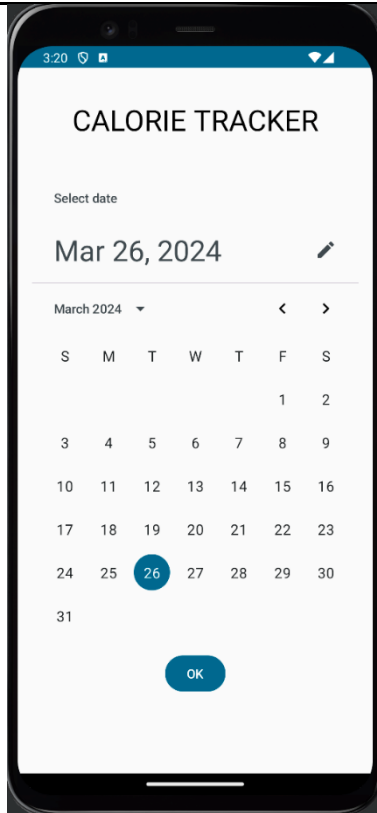 3:20
CALORIE TRACKER
Select date
Mar 26, 2024
March 2024
S M T W T F S
1 2
3 4 5 6 7 8 9
10 11 12 13 14 15 16
17 18 19 20 21 22 23
24 25 26 27 28 29 30
31
OK